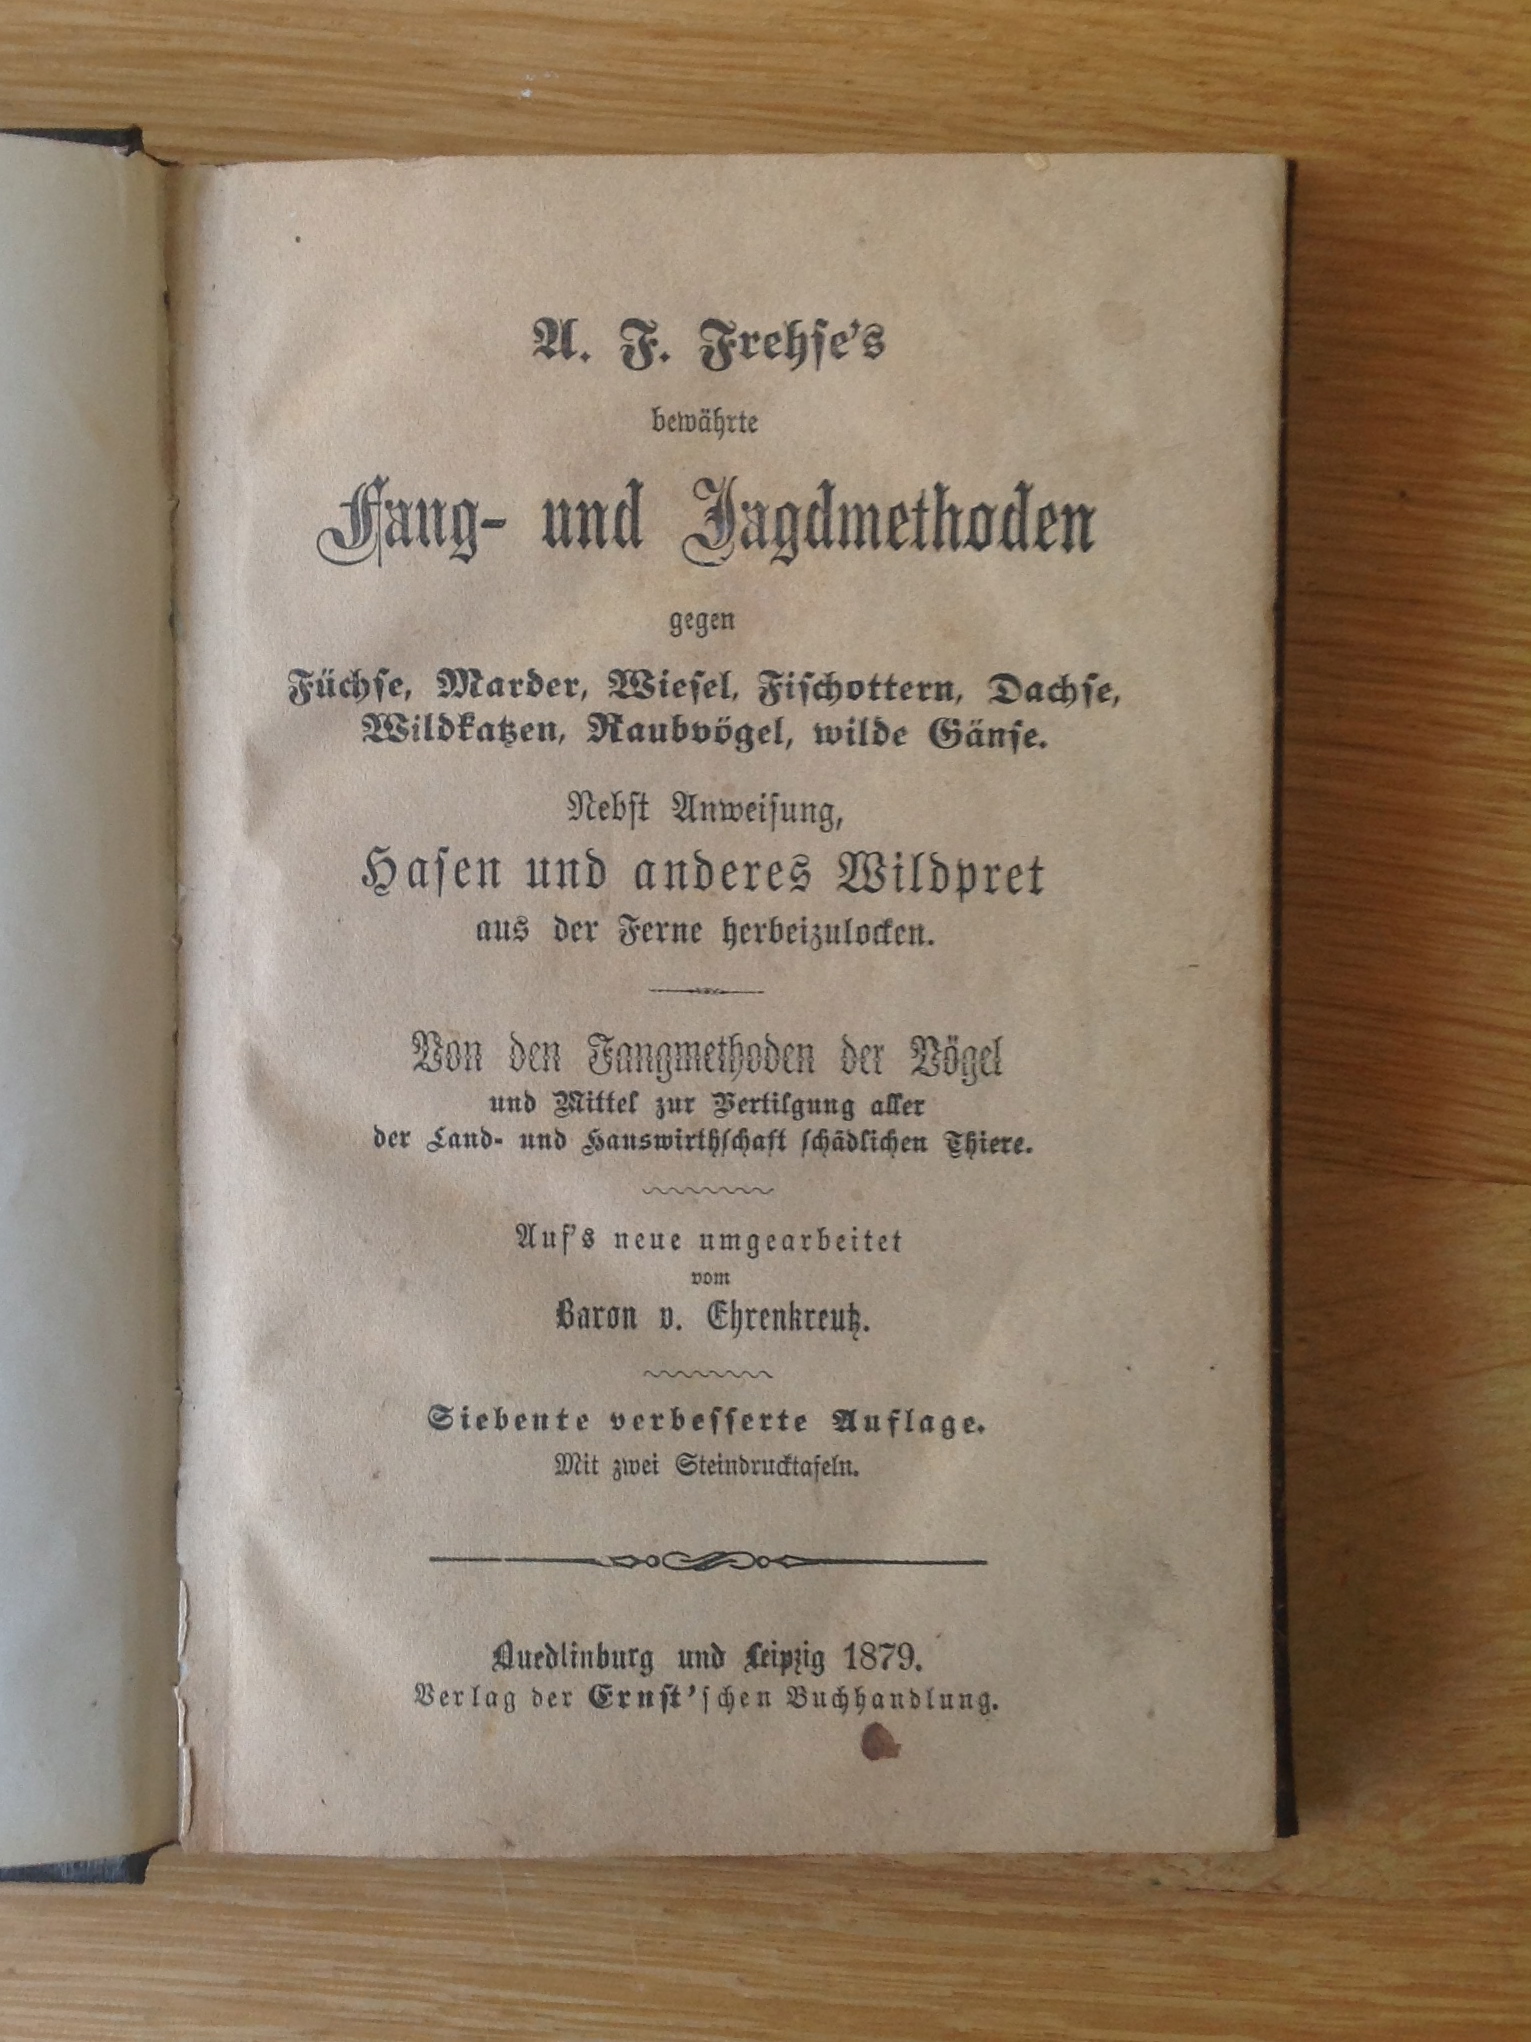 A. F. Frehse's
bewährte
Fang- und Jagdmethoden
gegen
Füchse, Marder, Wiesel, Fischottern, Dachse,
Wildkatzen, Raubvögel, wilde Gänse.
Nebst Anweisung,
Hasen und anderes Wildpret
aus der Ferne herbeizulocken.
Von den Fangmethoden der Vögel
und Mittel zur Vertilgung aller
der Land- und Hauswirthschaft schädlichen Thiere.
Auf's neue umgearbeitet
vom
Baron v. Ehrenkreutz.
Siebente verbesserte Auflage.
Mit zwei Steindrucktafeln.
Quedlinburg und Leipzig 1879.
Verlag der Ernst'schen Buchhandlung.